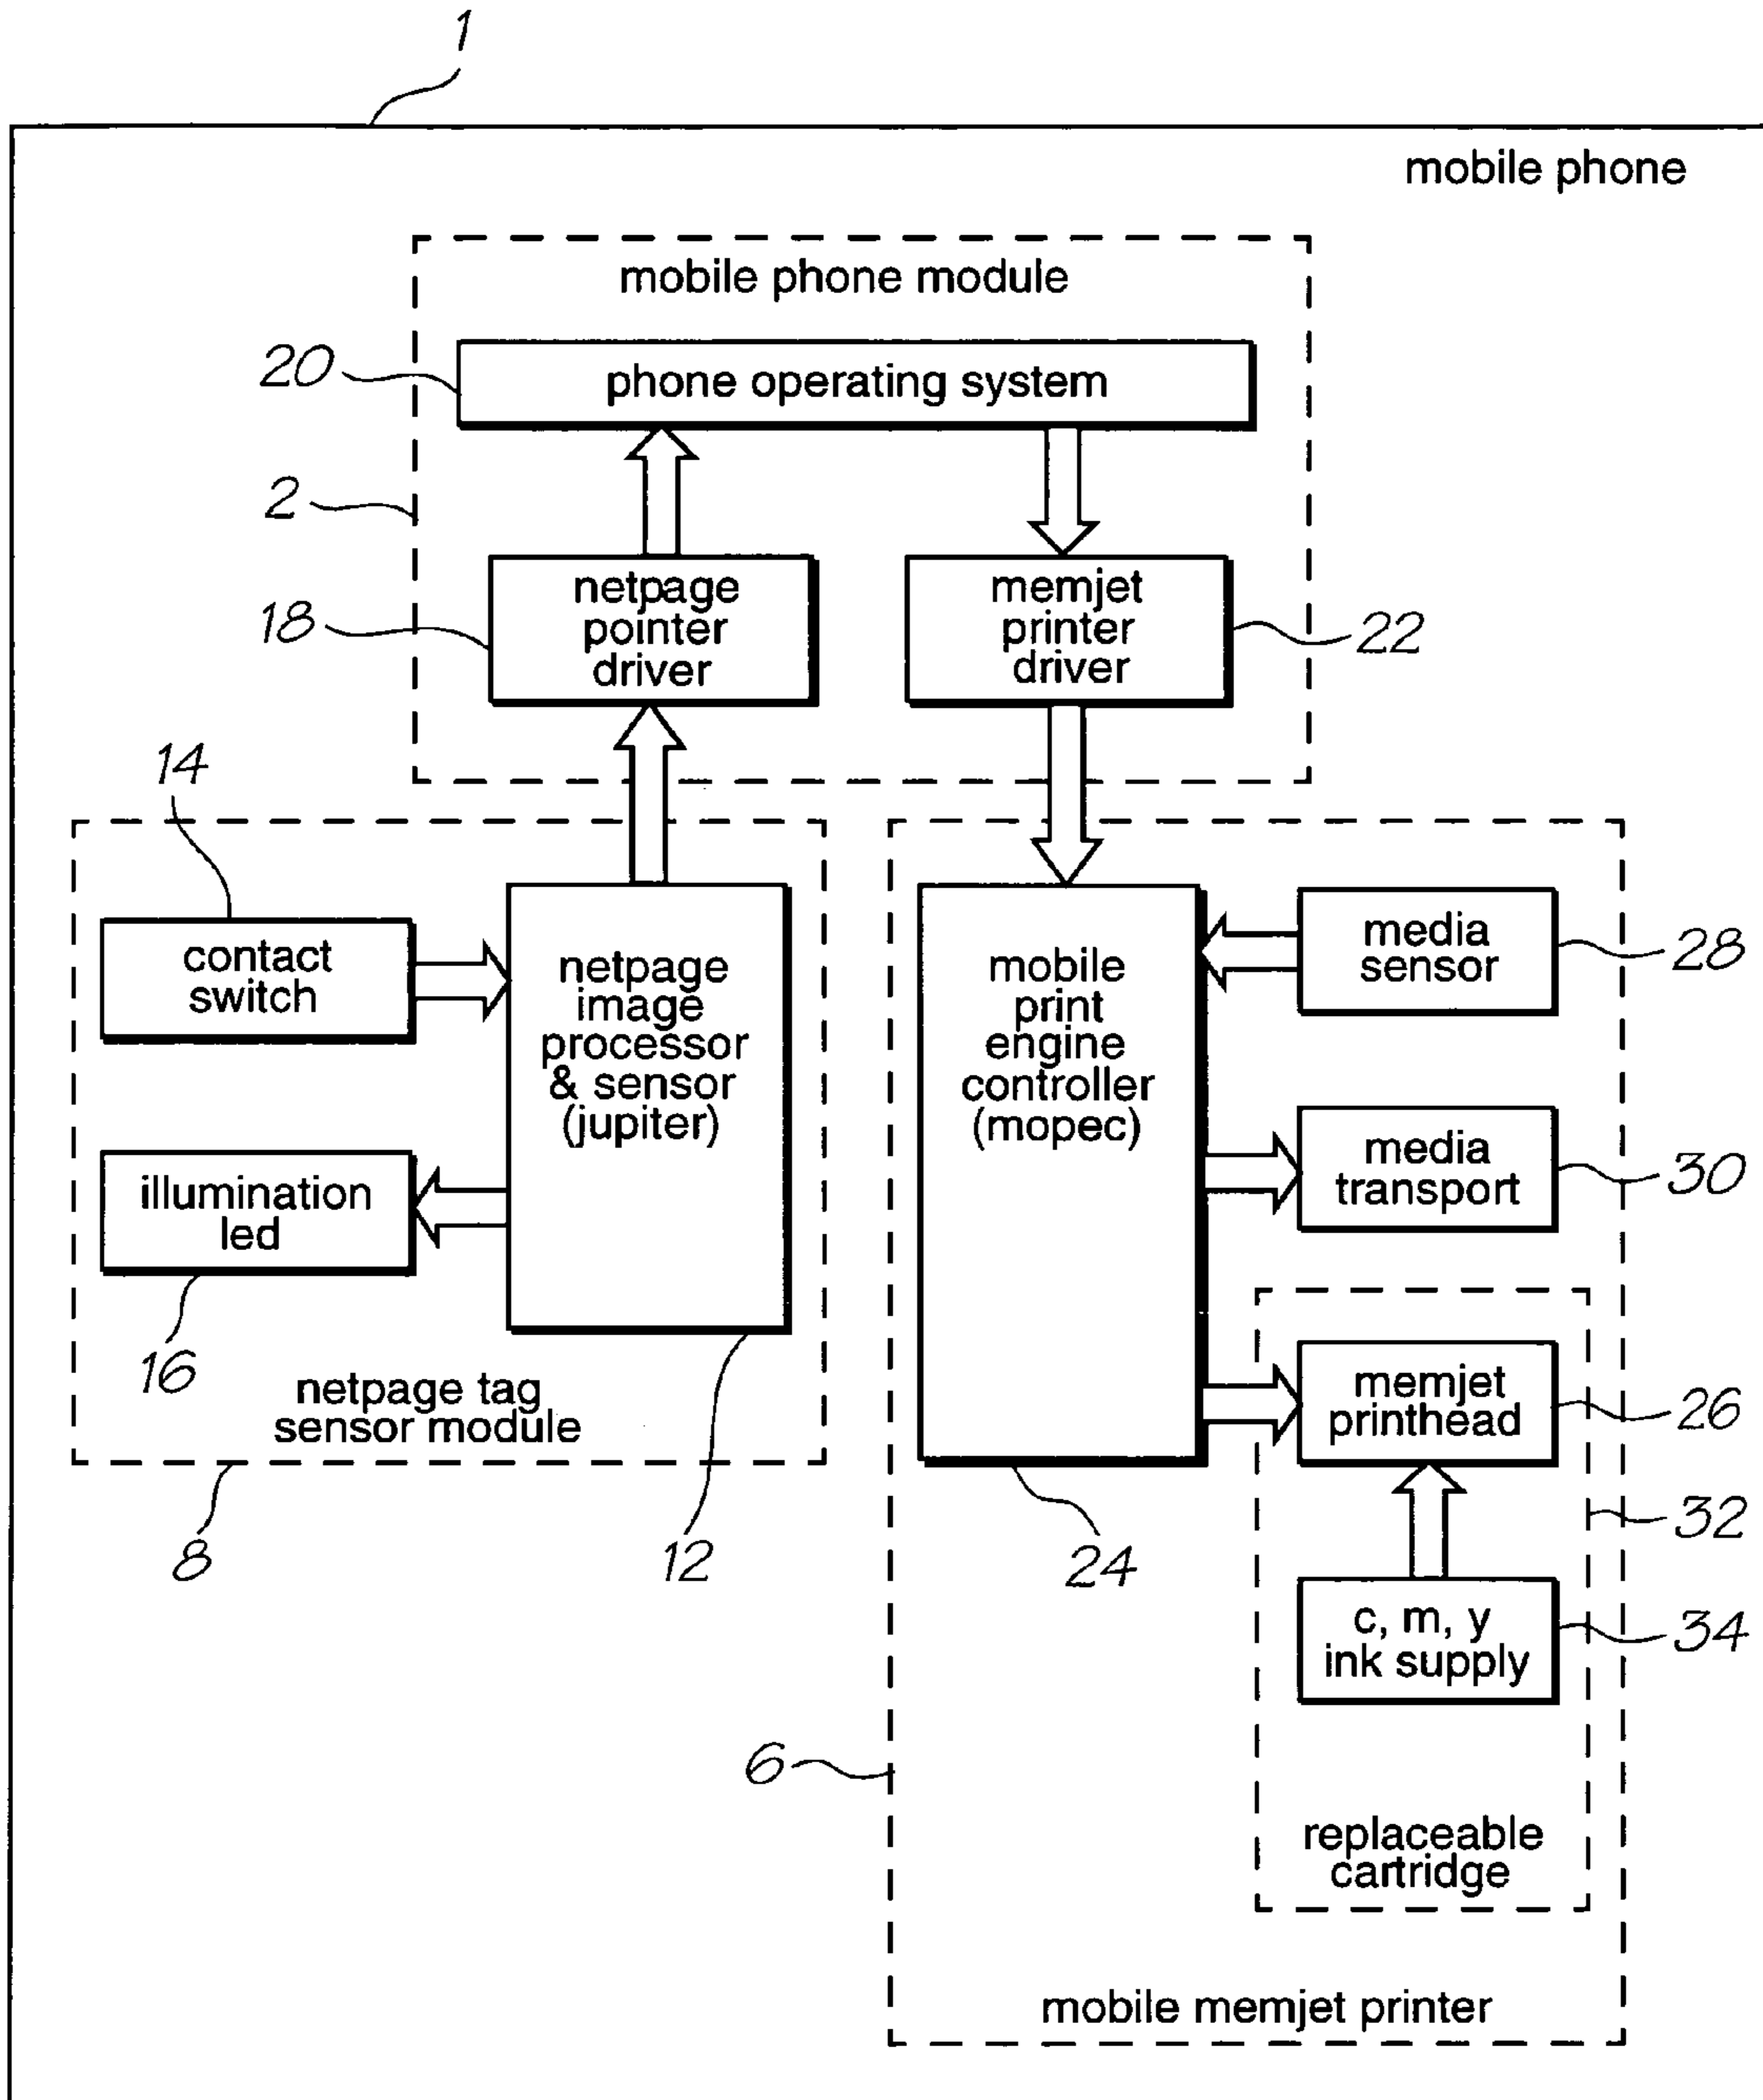 1
mobile phone
mobile phone module
20
phone operating system
2
netpage
pointer
driver
18
memjet
printer
driver
22
14
contact
switch
netpage
image
processor
& sensor
(jupiter)
illumination
led
16
netpage tag
sensor module
8
12
mobile
print
engine
controller
(mopec)
media
sensor
28
media
transport
30
memjet
printhead
26
32
24
c, m, y
ink supply
34
6
replaceable
cartridge
mobile memjet printer